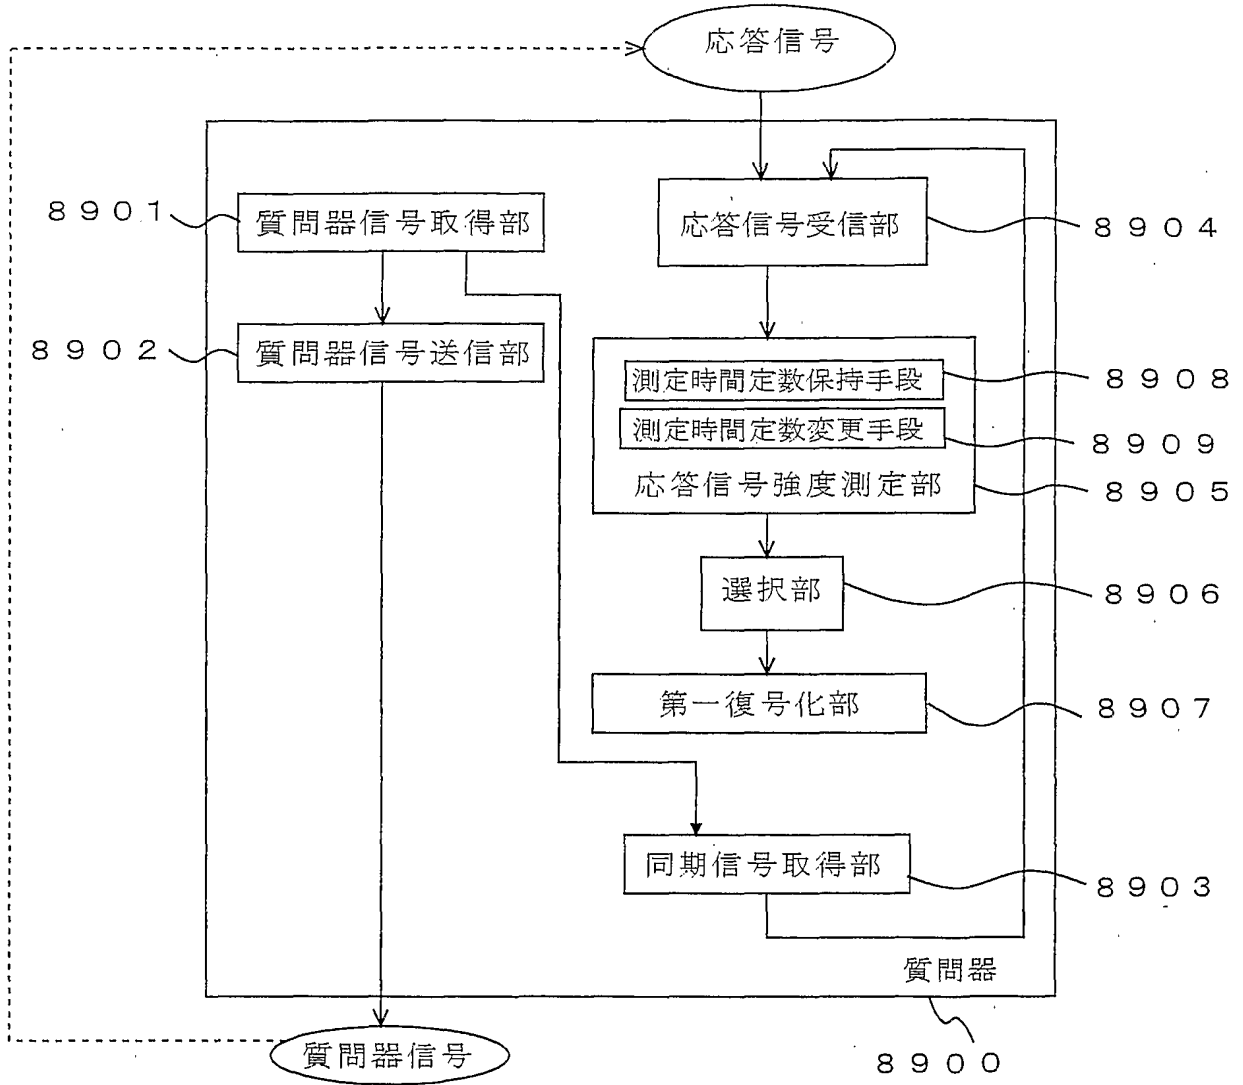 応答信号
8901
質問器信号取得部
応答信号受信部
8904
8902
質問器信号送信部
測定時間定数保持手段
8908
測定時間定数変更手段
8909
応答信号強度測定部
8905
選択部
8906
第一復号化部
8907
同期信号取得部
8903
質問器
質問器信号
8900